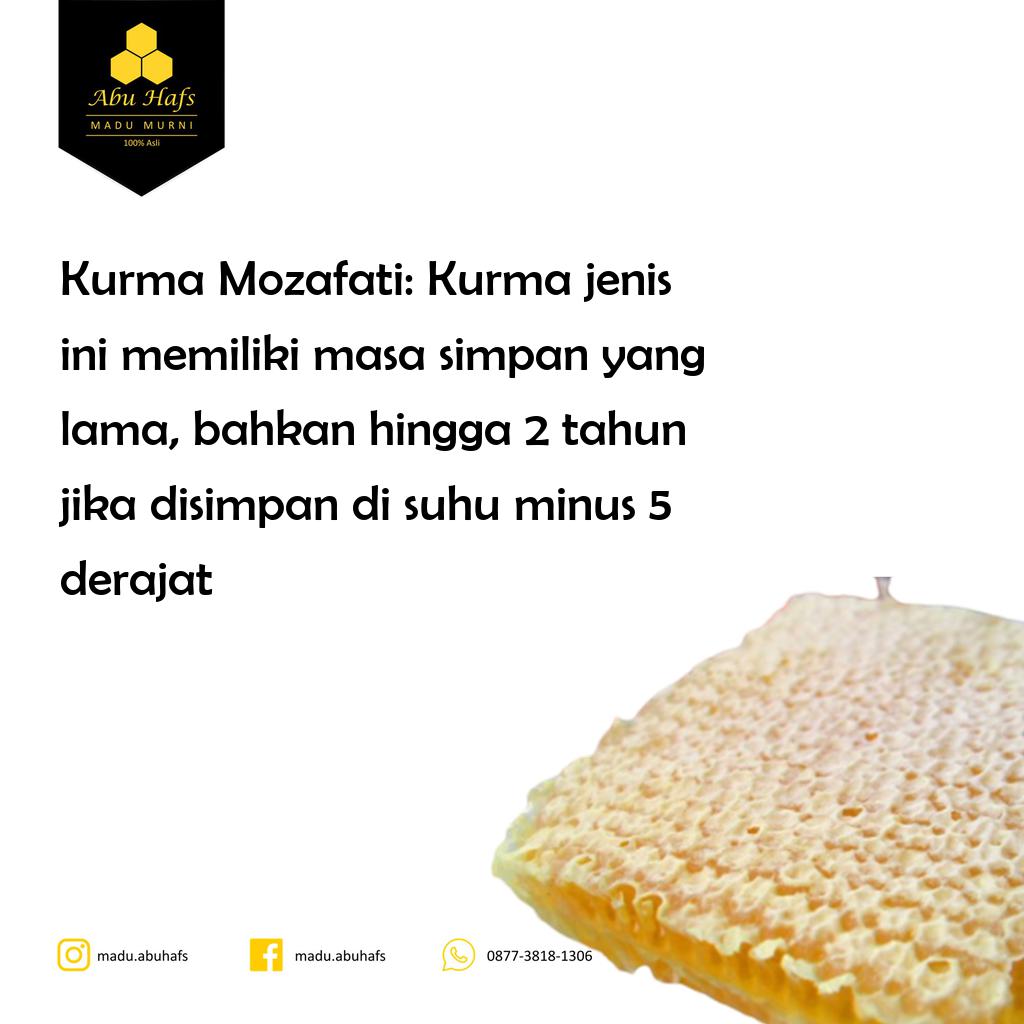 Abu Hafs
MADU MURNI
100% Asli
Kurma Mozafati: Kurma jenis
ini memiliki masa simpan yang
lama, bahkan hingga 2 tahun
jika disimpan di suhu minus 5
derajat
madu.abuhafs
madu.abuhafs
0877-3818-1306